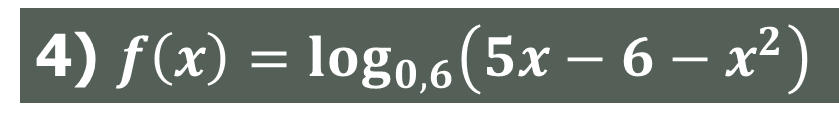 4) f(x) = log₀,₆(5x − 6 − x²)